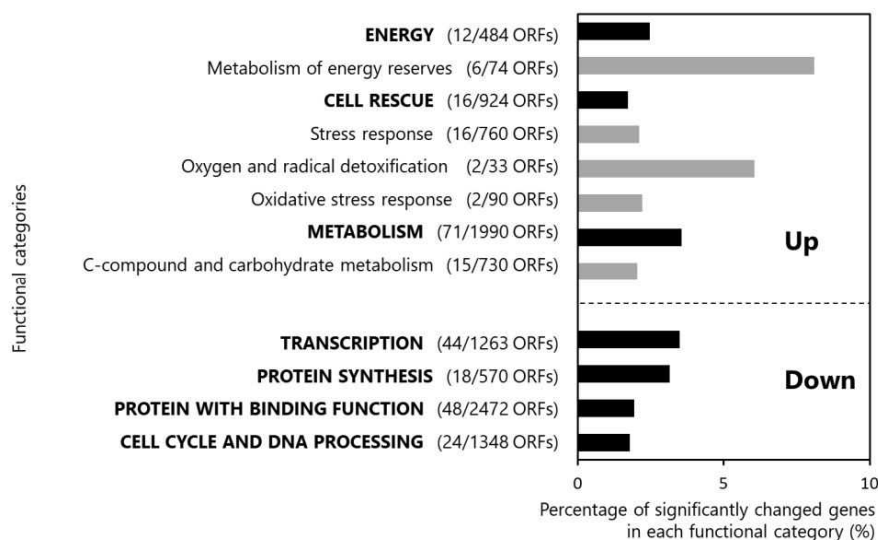 Functional categories
ENERGY (12/484 ORFs)
Metabolism of energy reserves (6/74 ORFs)
CELL RESCUE (16/924 ORFs)
Stress response (16/760 ORFs)
Oxygen and radical detoxification (2/33 ORFs)
Oxidative stress response (2/90 ORFs)
METABOLISM (71/1990 ORFs)
Up
C-compound and carbohydrate metabolism (15/730 ORFs)
TRANSCRIPTION (44/1263 ORFs)
PROTEIN SYNTHESIS (18/570 ORFs)
Down
PROTEIN WITH BINDING FUNCTION (48/2472 ORFs)
CELL CYCLE AND DNA PROCESSING (24/1348 ORFs)
0 5 10
Percentage of significantly changed genes
in each functional category (%)